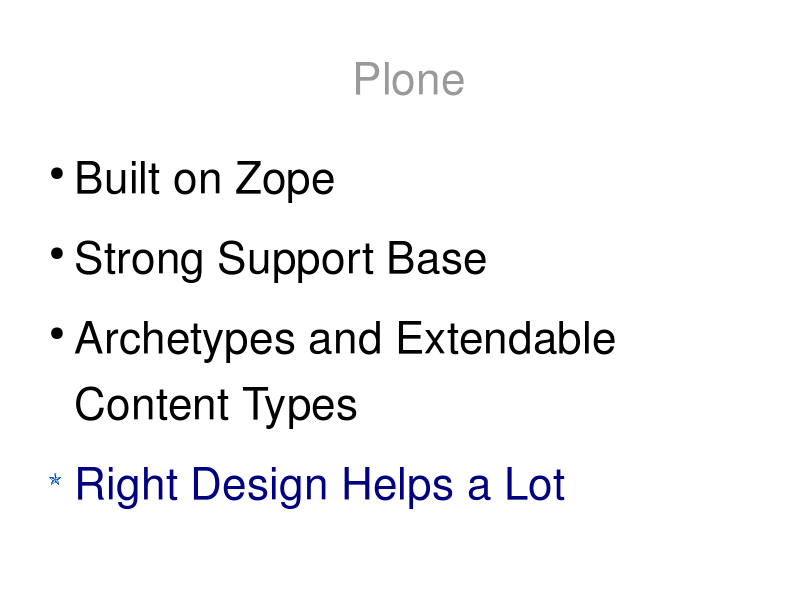 Plone
• Built on Zope
• Strong Support Base
• Archetypes and Extendable
Content Types
* Right Design Helps a Lot